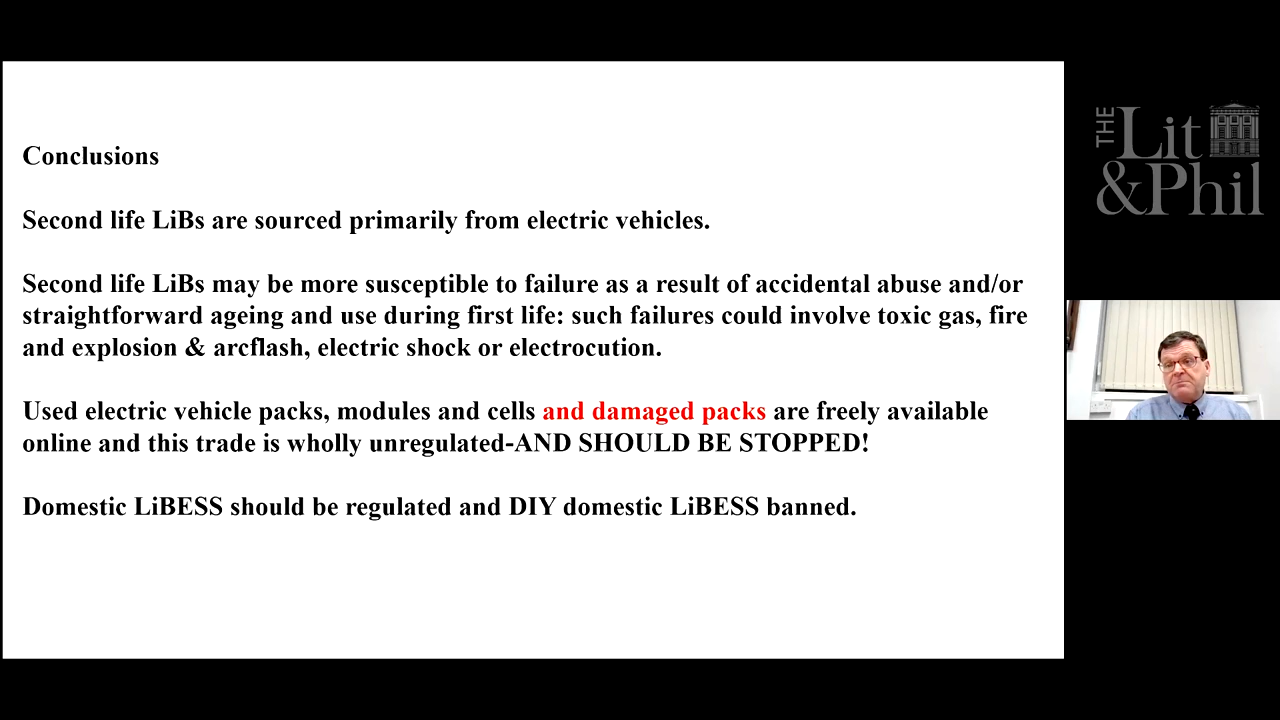 Conclusions
Second life LiBs are sourced primarily from electric vehicles.
Second life LiBs may be more susceptible to failure as a result of accidental abuse and/or
straightforward ageing and use during first life: such failures could involve toxic gas, fire
and explosion & arcflash, electric shock or electrocution.
Used electric vehicle packs, modules and cells and damaged packs are freely available
online and this trade is wholly unregulated-AND SHOULD BE STOPPED!
Domestic LiBESS should be regulated and DIY domestic LiBESS banned.
THE Lit
&Phil